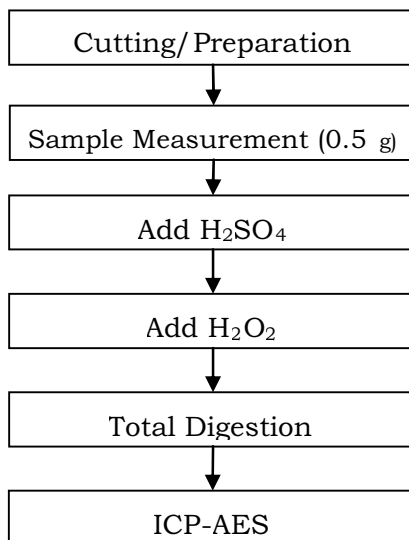 Cutting/Preparation
Sample Measurement (0.5 g)
Add H₂SO₄
Add H₂O₂
Total Digestion
ICP-AES